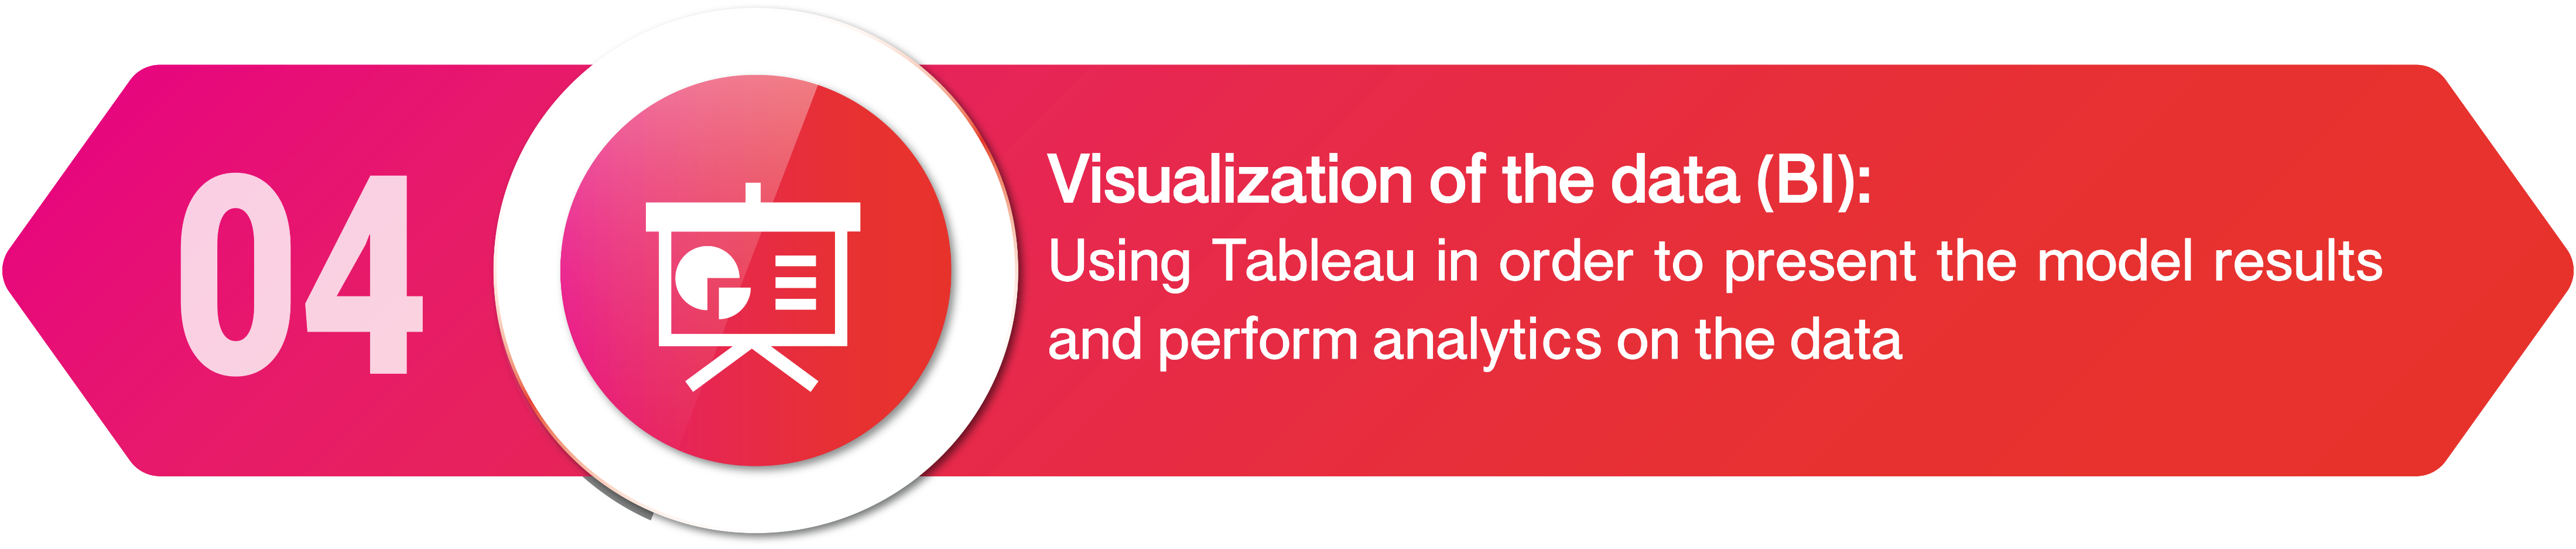 04
Visualization of the data (BI):
Using Tableau in order to present the model results
and perform analytics on the data